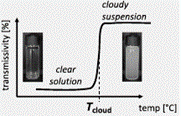 transmissivity [%]
cloudy
suspension
clear
solution
Tcloud
temp [°C]